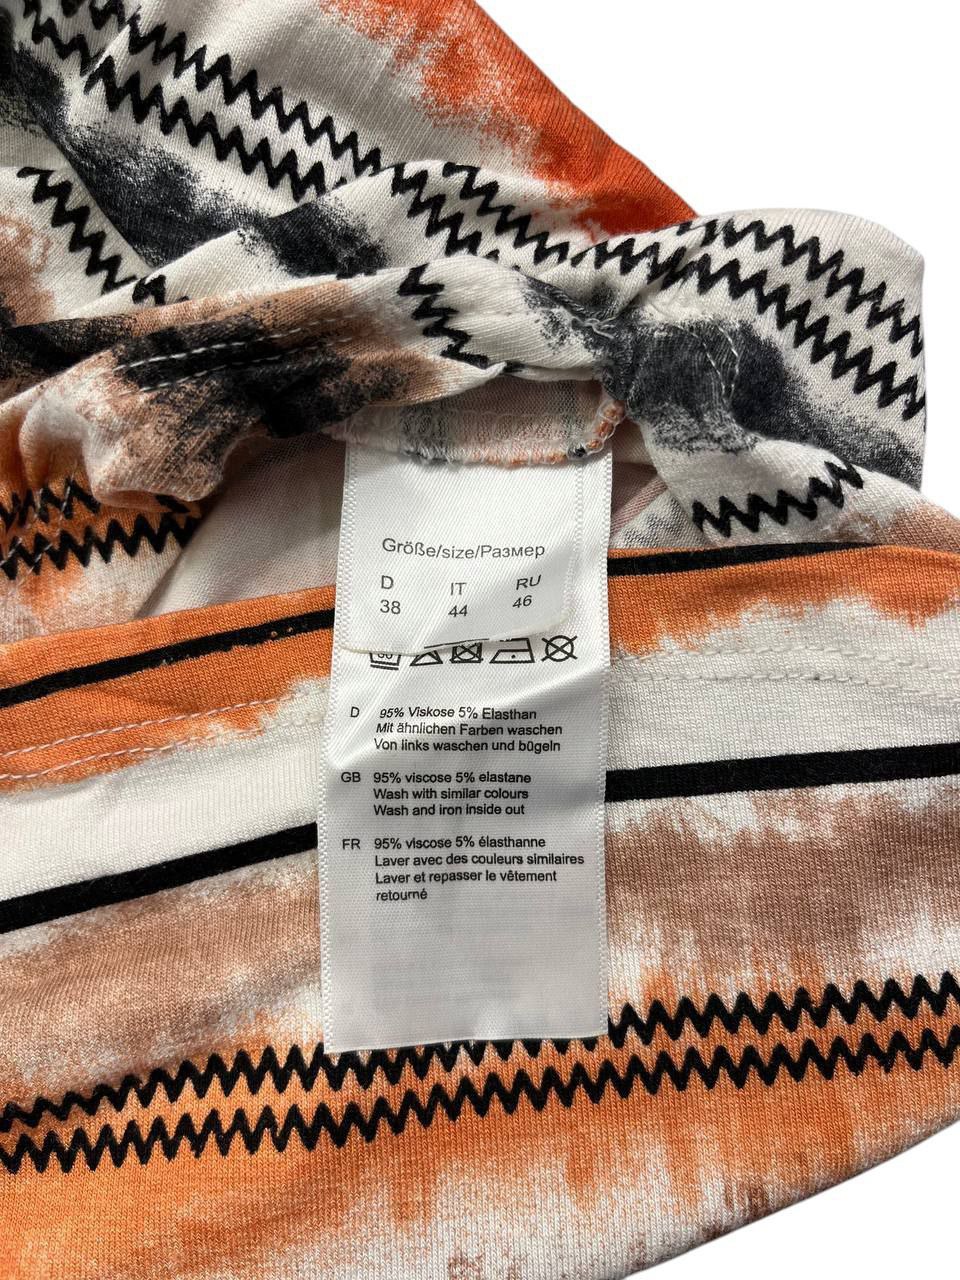 Größe/size/Размер
D IT RU
38 44 46
D 95% Viskose 5% Elasthan
Mit ähnlichen Farben waschen
Von links waschen und bügeln
GB 95% viscose 5% elastane
Wash with similar colours
Wash and iron inside out
FR 95% viscose 5% élasthanne
Laver avec des couleurs similaires
Laver et repasser le vêtement
retourné